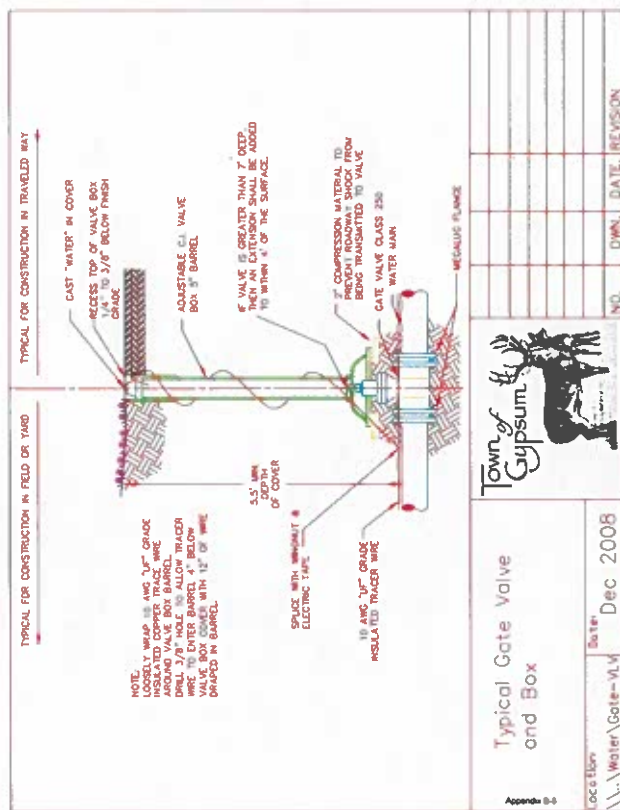 TYPICAL FOR CONSTRUCTION IN FIELD OR YARD
TYPICAL FOR CONSTRUCTION IN TRAVELED WAY
CAST "WATER" IN COVER
RECESS TOP OF VALVE BOX
1/4" TO 3/8" BELOW FINISH
GRADE
ADJUSTABLE C.I. VALVE
BOX 5" BARREL
IF VALVE IS GREATER THAN 7' DEEP,
THEN AN EXTENSION SHALL BE ADDED
TO WITHIN 4' OF THE SURFACE.
2" COMPRESSION MATERIAL TO
PREVENT ROADWAY SHOCK FROM
BEING TRANSMITTED TO VALVE
GATE VALVE CLASS 250
WATER MAIN
MEGALUG FLANGE
NOTE:
LOOSELY WRAP 10 AWG "UF" GRADE
INSULATED COPPER TRACE WIRE
AROUND VALVE BOX BARREL.
DRILL 3/8" HOLE TO ALLOW TRACER
WIRE TO ENTER BARREL 4" BELOW
VALVE BOX COVER WITH 12" OF WIRE
DRAPED IN BARREL.
5.5' MIN
DEPTH
OF COVER
SPLICE WITH WIRENUT &
ELECTRIC TAPE
10 AWG "UF" GRADE
INSULATED TRACER WIRE
Typical Gate Valve
and Box
Location:
\\..\Water\Gate-VLV
Date:
Dec 2008
Town of
Gypsum
NO. DWN. DATE. REVISION
Appendix